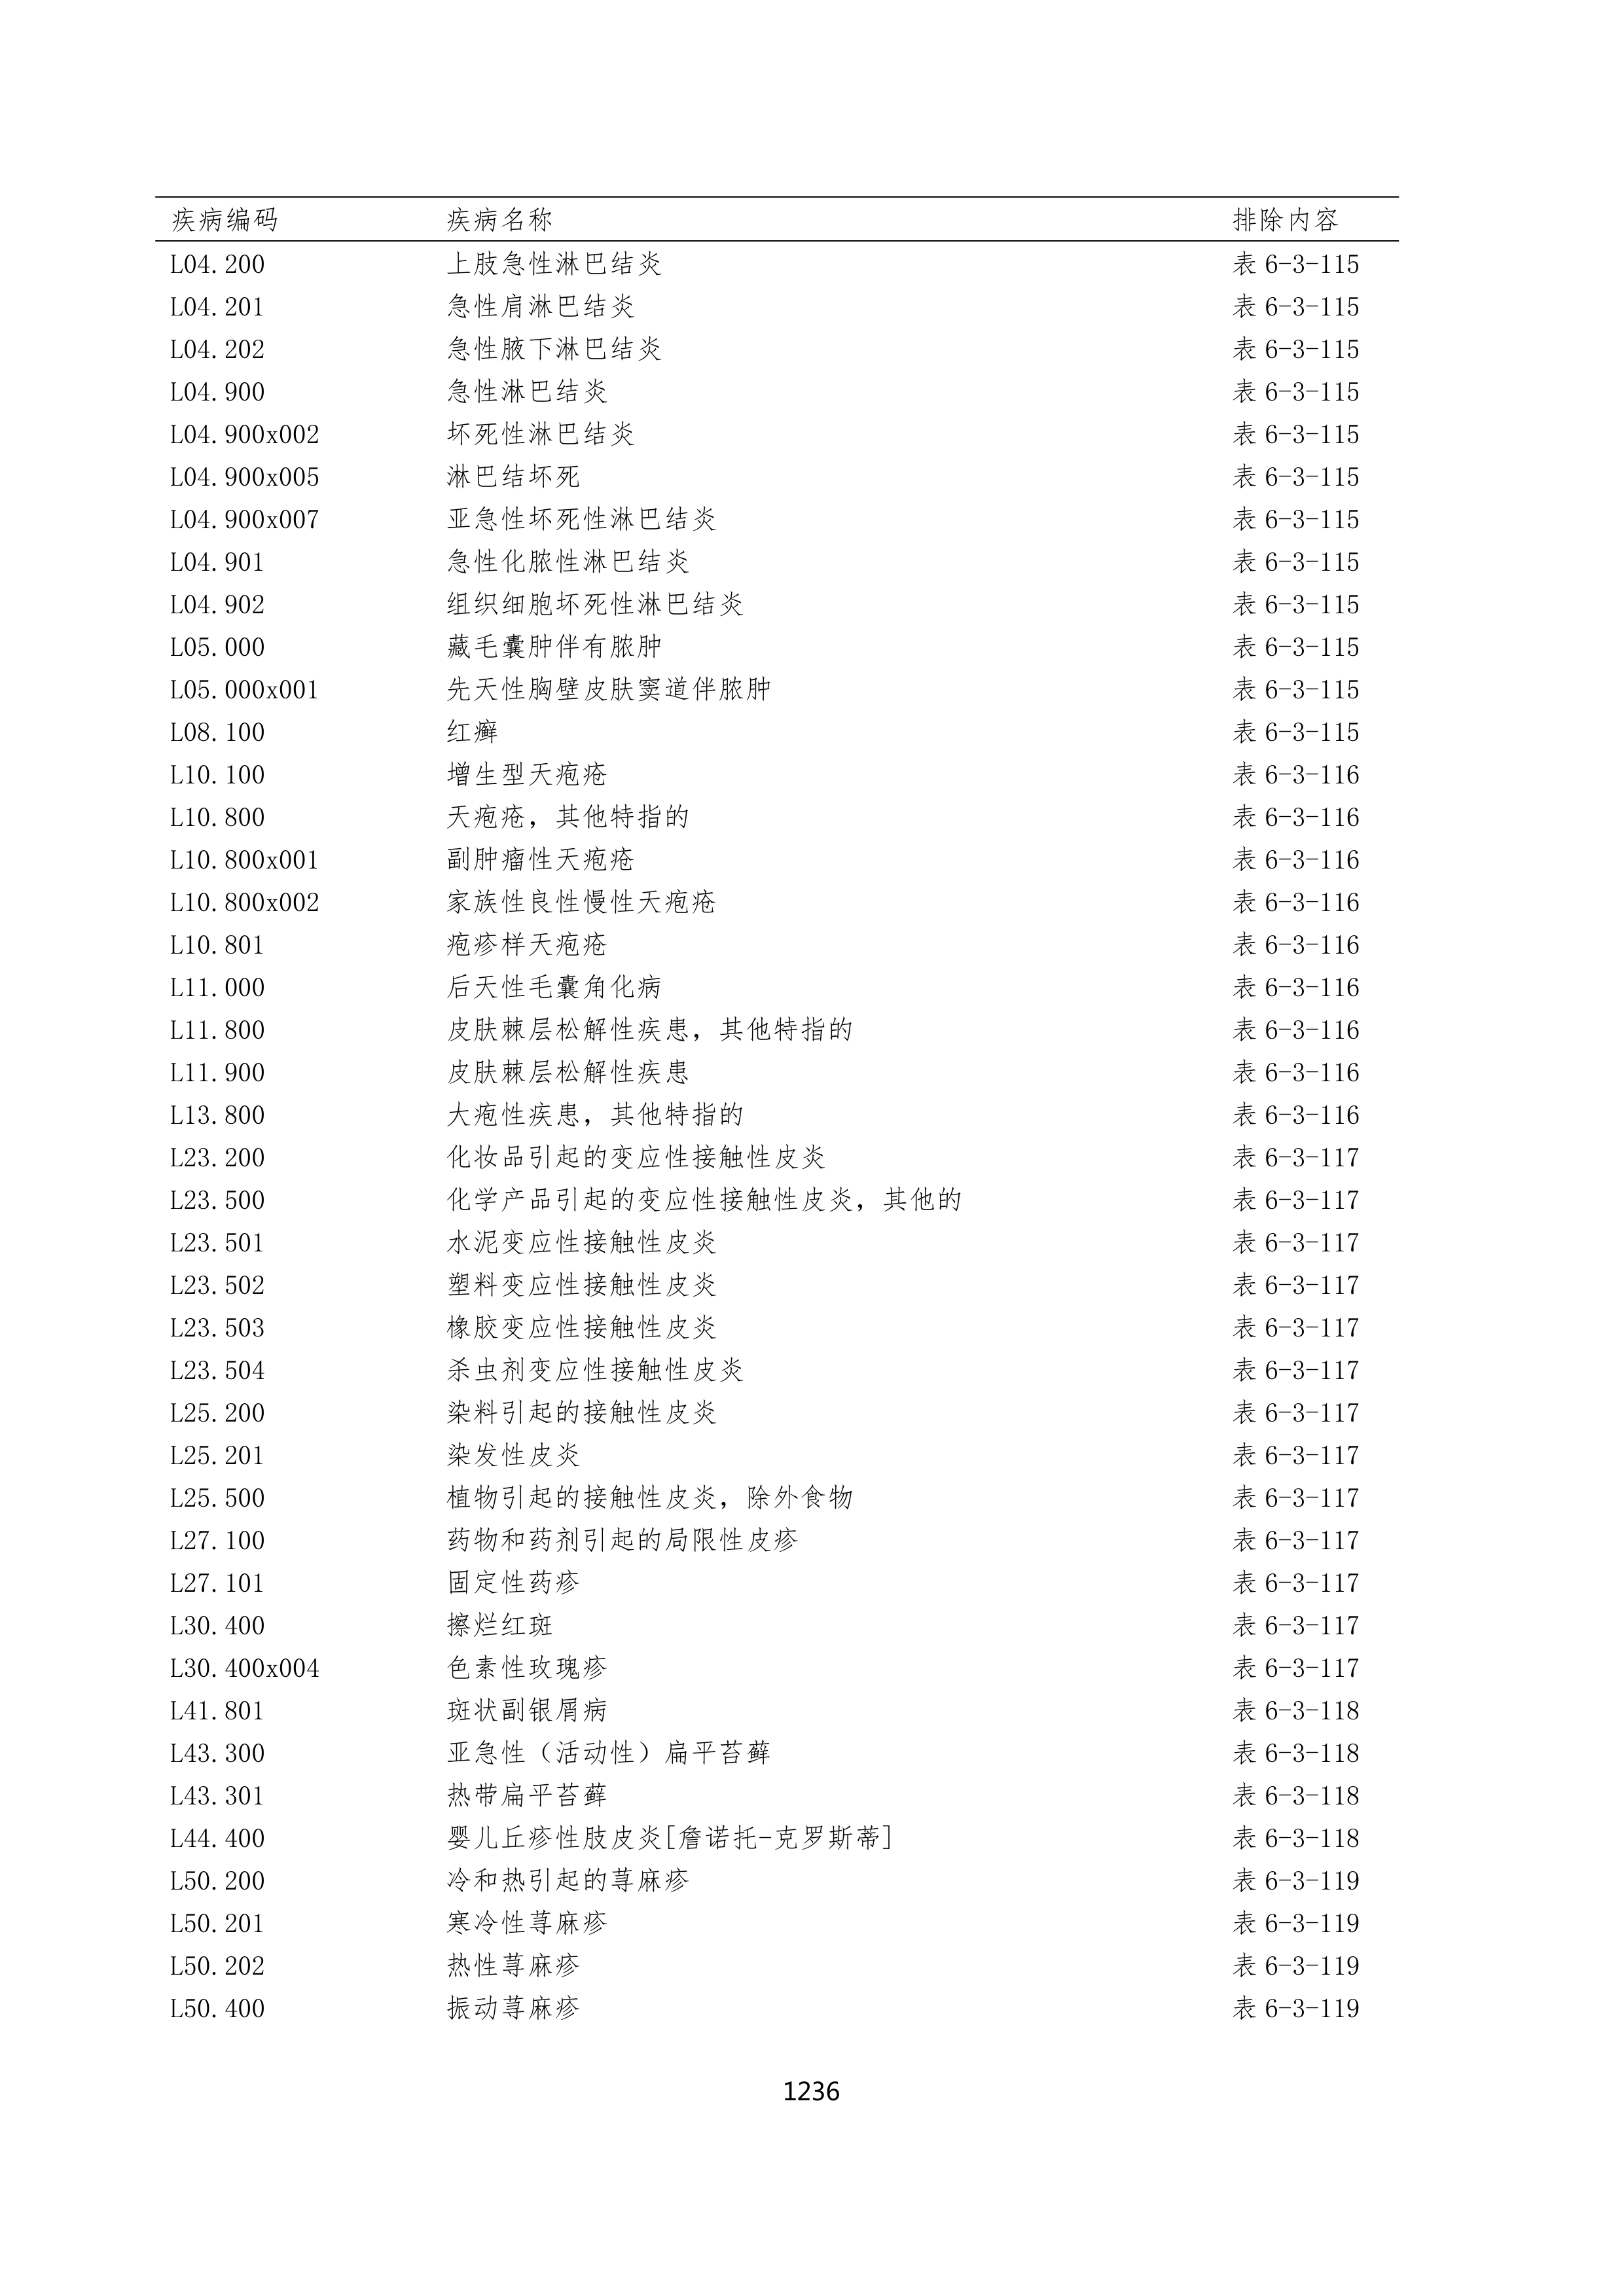 疾病编码 疾病名称 排除内容
L04.200 上肢急性淋巴结炎 表 6-3-115
L04.201 急性肩淋巴结炎 表 6-3-115
L04.202 急性腋下淋巴结炎 表 6-3-115
L04.900 急性淋巴结炎 表 6-3-115
L04.900x002 坏死性淋巴结炎 表 6-3-115
L04.900x005 淋巴结坏死 表 6-3-115
L04.900x007 亚急性坏死性淋巴结炎 表 6-3-115
L04.901 急性化脓性淋巴结炎 表 6-3-115
L04.902 组织细胞坏死性淋巴结炎 表 6-3-115
L05.000 藏毛囊肿伴有脓肿 表 6-3-115
L05.000x001 先天性胸壁皮肤窦道伴脓肿 表 6-3-115
L08.100 红癣 表 6-3-115
L10.100 增生型天疱疮 表 6-3-116
L10.800 天疱疮，其他特指的 表 6-3-116
L10.800x001 副肿瘤性天疱疮 表 6-3-116
L10.800x002 家族性良性慢性天疱疮 表 6-3-116
L10.801 疱疹样天疱疮 表 6-3-116
L11.000 后天性毛囊角化病 表 6-3-116
L11.800 皮肤棘层松解性疾患，其他特指的 表 6-3-116
L11.900 皮肤棘层松解性疾患 表 6-3-116
L13.800 大疱性疾患，其他特指的 表 6-3-116
L23.200 化妆品引起的变应性接触性皮炎 表 6-3-117
L23.500 化学产品引起的变应性接触性皮炎，其他的 表 6-3-117
L23.501 水泥变应性接触性皮炎 表 6-3-117
L23.502 塑料变应性接触性皮炎 表 6-3-117
L23.503 橡胶变应性接触性皮炎 表 6-3-117
L23.504 杀虫剂变应性接触性皮炎 表 6-3-117
L25.200 染料引起的接触性皮炎 表 6-3-117
L25.201 染发性皮炎 表 6-3-117
L25.500 植物引起的接触性皮炎，除外食物 表 6-3-117
L27.100 药物和药剂引起的局限性皮疹 表 6-3-117
L27.101 固定性药疹 表 6-3-117
L30.400 擦烂红斑 表 6-3-117
L30.400x004 色素性玫瑰疹 表 6-3-117
L41.801 斑状副银屑病 表 6-3-118
L43.300 亚急性（活动性）扁平苔藓 表 6-3-118
L43.301 热带扁平苔藓 表 6-3-118
L44.400 婴儿丘疹性肢皮炎[詹诺托-克罗斯蒂] 表 6-3-118
L50.200 冷和热引起的荨麻疹 表 6-3-119
L50.201 寒冷性荨麻疹 表 6-3-119
L50.202 热性荨麻疹 表 6-3-119
L50.400 振动荨麻疹 表 6-3-119
1236